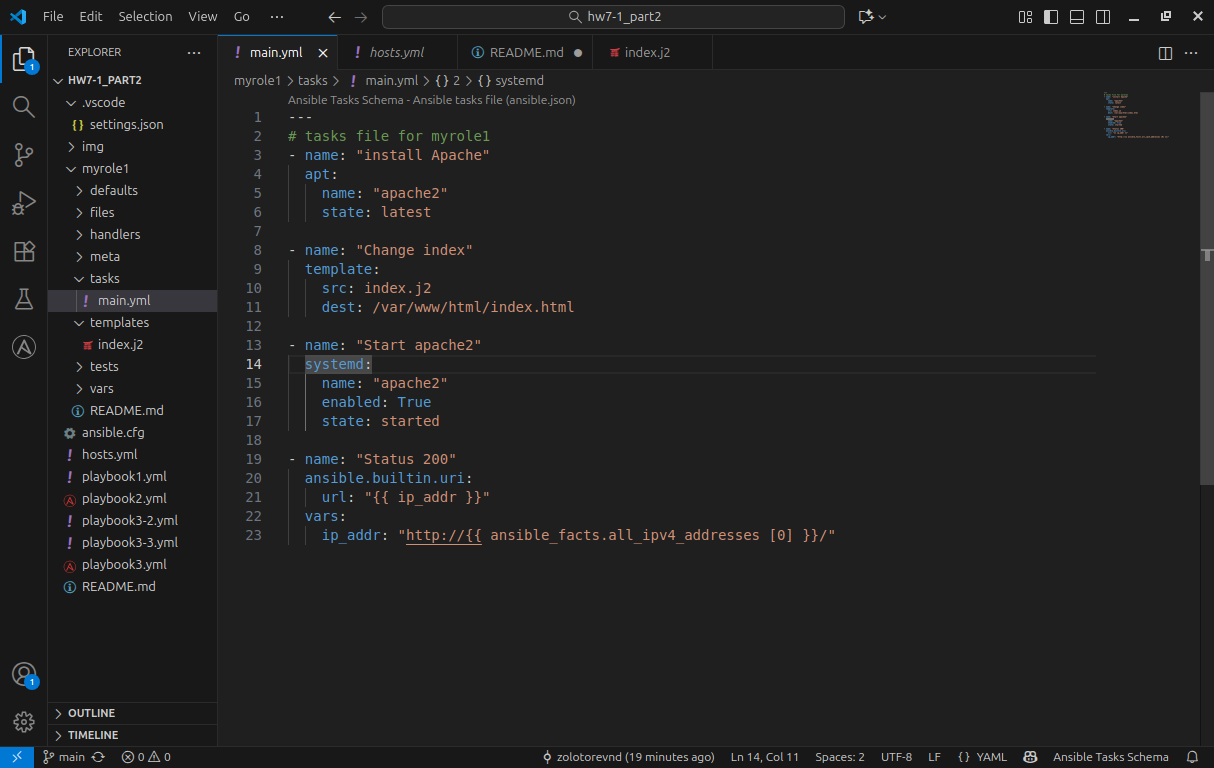 File Edit Selection View Go ··· hw7-1_part2
EXPLORER ···
HW7-1_PART2
.vscode
{} settings.json
img
myrole1
defaults
files
handlers
meta
tasks
! main.yml
templates
index.j2
tests
vars
README.md
ansible.cfg
! hosts.yml
! playbook1.yml
playbook2.yml
! playbook3-2.yml
! playbook3-3.yml
playbook3.yml
README.md
OUTLINE
TIMELINE
1
1
! main.yml ! hosts.yml README.md index.j2
myrole1 > tasks > ! main.yml > {} 2 > {} systemd
Ansible Tasks Schema - Ansible tasks file (ansible.json)
1 ---
2 # tasks file for myrole1
3 - name: "install Apache"
4 apt:
5 name: "apache2"
6 state: latest
7
8 - name: "Change index"
9 template:
10 src: index.j2
11 dest: /var/www/html/index.html
12
13 - name: "Start apache2"
14 systemd:
15 name: "apache2"
16 enabled: True
17 state: started
18
19 - name: "Status 200"
20 ansible.builtin.uri:
21 url: "{{ ip_addr }}"
22 vars:
23 ip_addr: "http://{{ ansible_facts.all_ipv4_addresses [0] }}/"
main 0 0 zolotorevnd (19 minutes ago) Ln 14, Col 11 Spaces: 2 UTF-8 LF {} YAML Ansible Tasks Schema